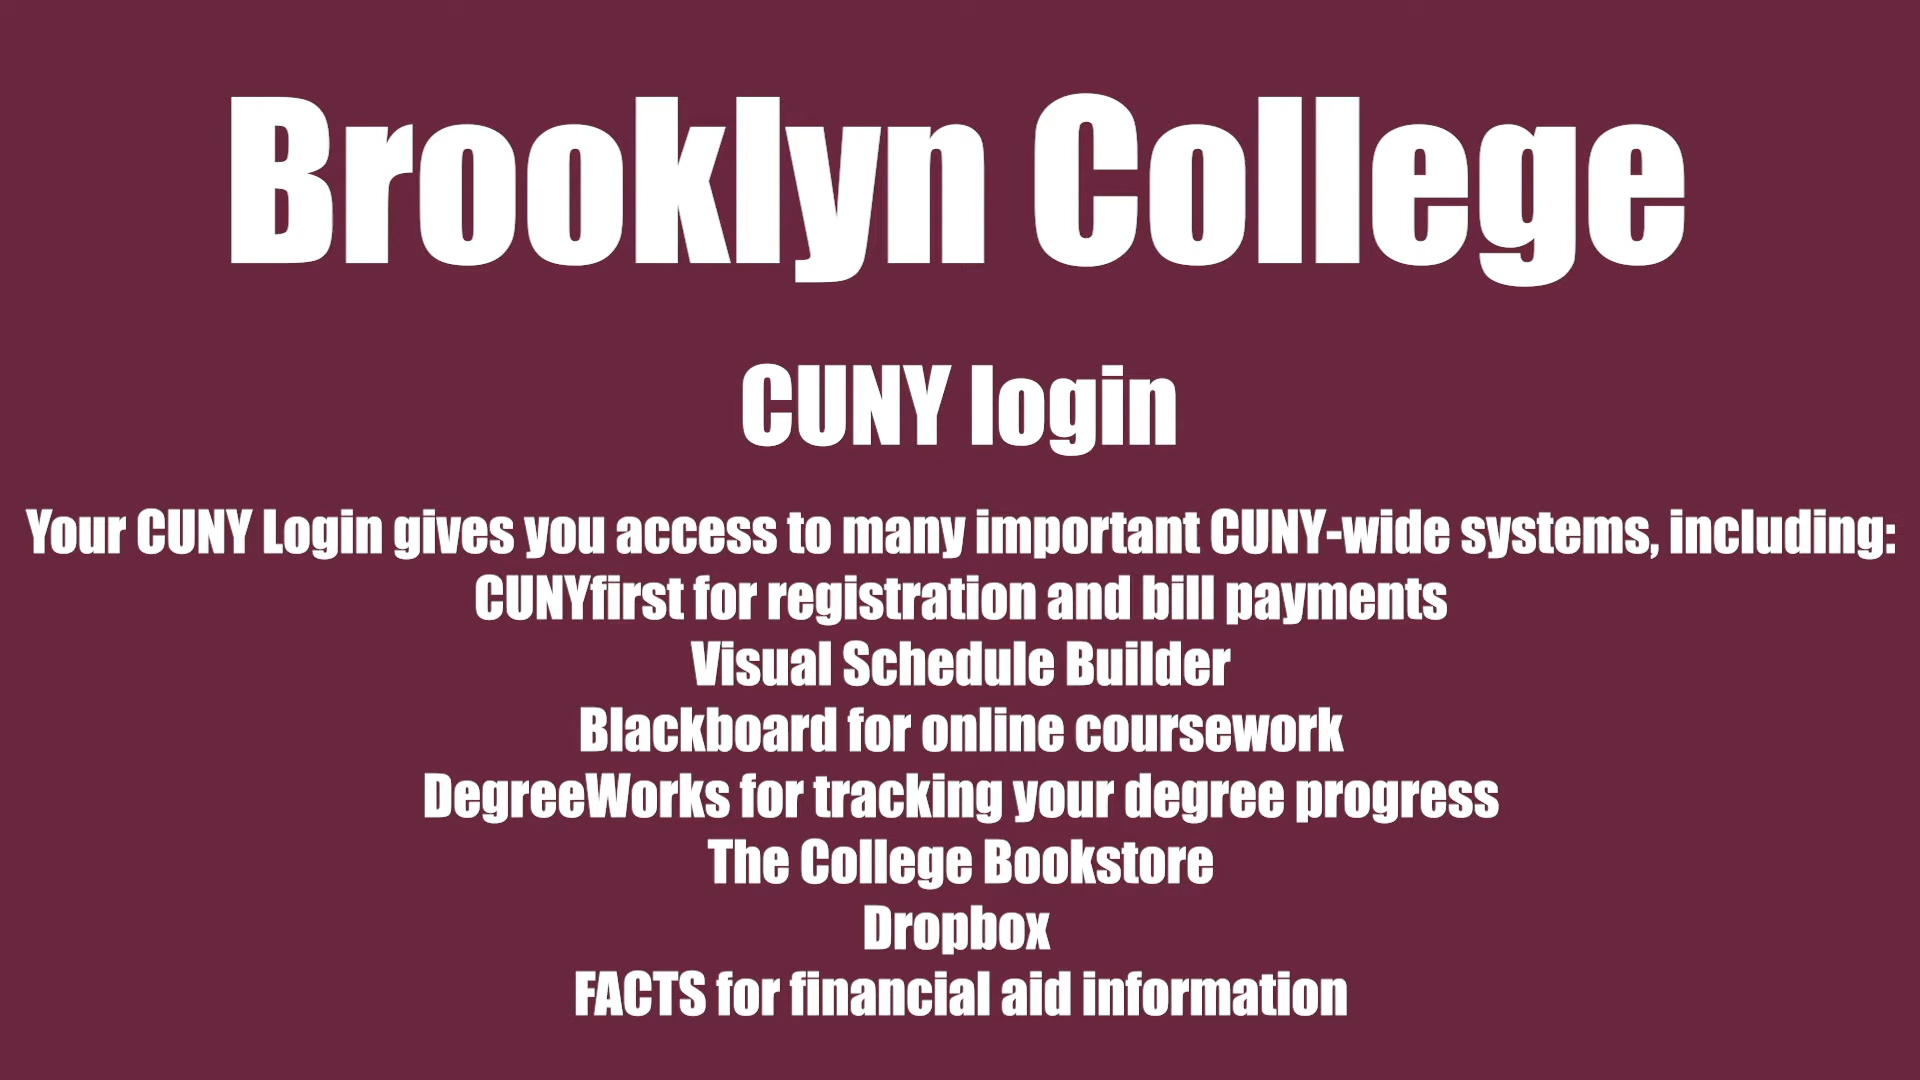 Brooklyn College
CUNY login
Your CUNY Login gives you access to many important CUNY-wide systems, including:
CUNYfirst for registration and bill payments
Visual Schedule Builder
Blackboard for online coursework
DegreeWorks for tracking your degree progress
The College Bookstore
Dropbox
FACTS for financial aid information